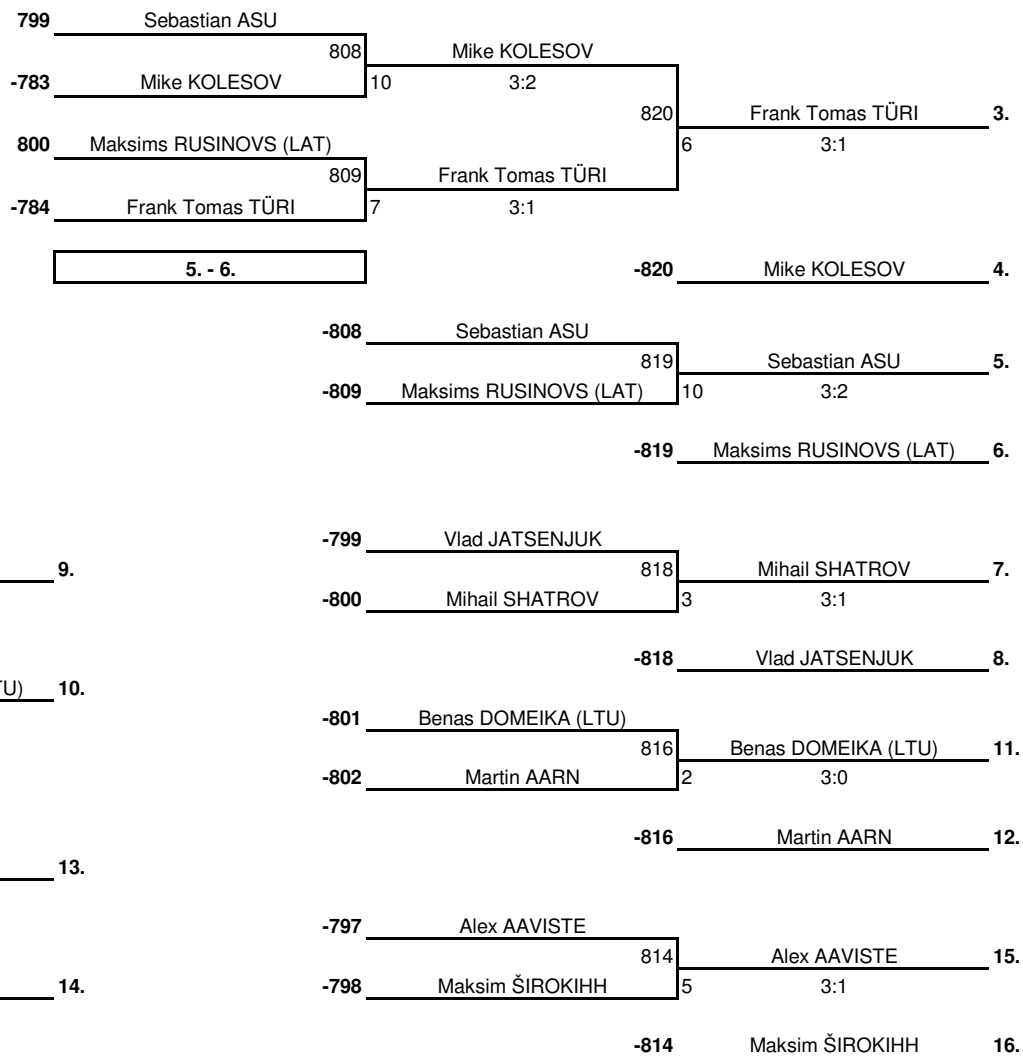 799 Sebastian ASU
808 Mike KOLESOV
-783 Mike KOLESOV 10 3:2
820 Frank Tomas TÜRI 3.
800 Maksims RUSINOVS (LAT) 6 3:1
809 Frank Tomas TÜRI
-784 Frank Tomas TÜRI 7 3:1
5. - 6. -820 Mike KOLESOV 4.
-808 Sebastian ASU
819 Sebastian ASU 5.
-809 Maksims RUSINOVS (LAT) 10 3:2
-819 Maksims RUSINOVS (LAT) 6.
-799 Vlad JATSENJUK
9. 818 Mihail SHATROV 7.
-800 Mihail SHATROV 3 3:1
-818 Vlad JATSENJUK 8.
U) 10.
-801 Benas DOMEIKA (LTU)
816 Benas DOMEIKA (LTU) 11.
-802 Martin AARN 2 3:0
-816 Martin AARN 12.
13.
-797 Alex AAVISTE
814 Alex AAVISTE 15.
14. -798 Maksim ŠIROKIHH 5 3:1
-814 Maksim ŠIROKIHH 16.